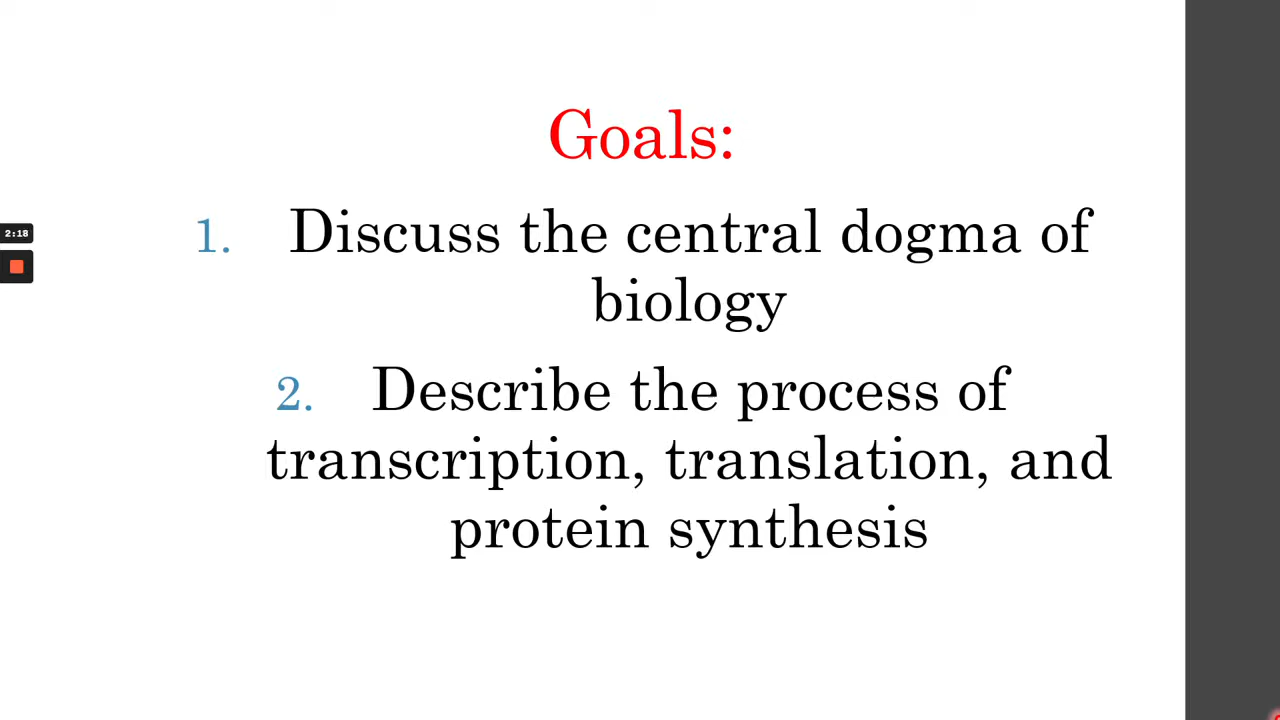 Goals:
1. Discuss the central dogma of
biology
2. Describe the process of
transcription, translation, and
protein synthesis
2:18